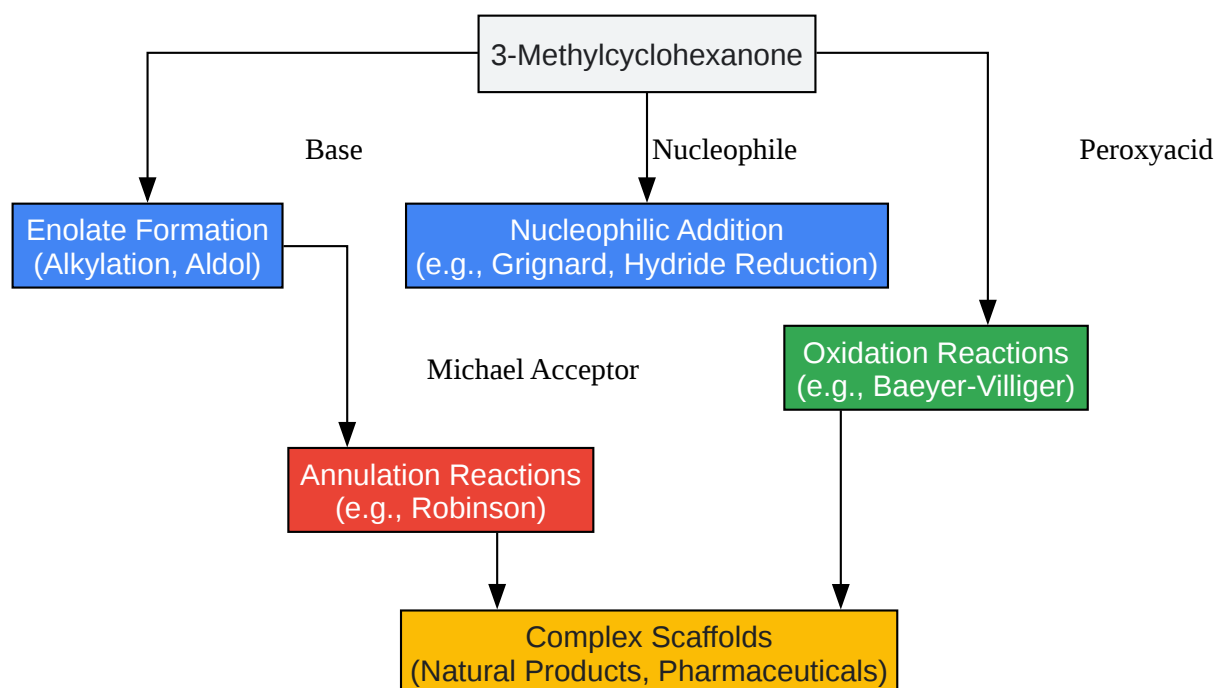 3-Methylcyclohexanone
Base
Nucleophile
Peroxyacid
Enolate Formation
(Alkylation, Aldol)
Nucleophilic Addition
(e.g., Grignard, Hydride Reduction)
Oxidation Reactions
(e.g., Baeyer-Villiger)
Michael Acceptor
Annulation Reactions
(e.g., Robinson)
Complex Scaffolds
(Natural Products, Pharmaceuticals)